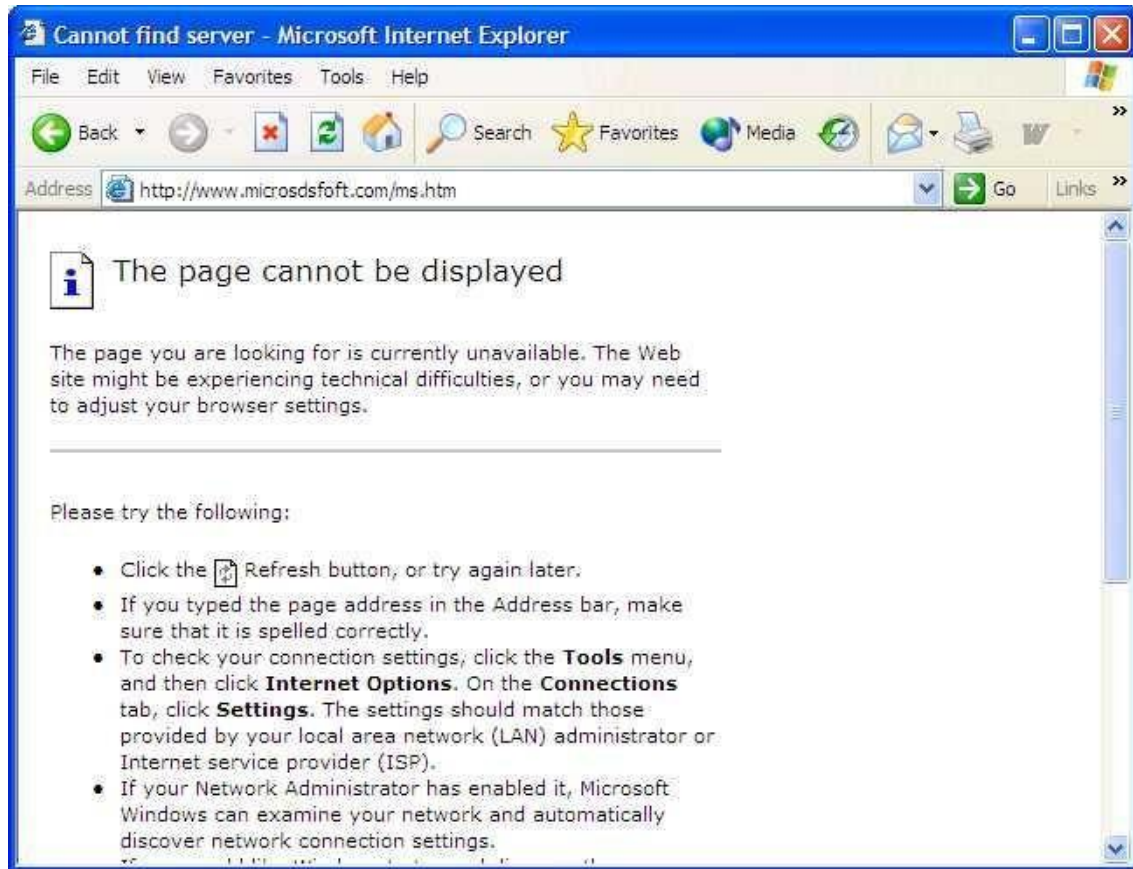 Cannot find server - Microsoft Internet Explorer
File Edit View Favorites Tools Help
Back Search Favorites Media W »
Address http://www.microsdsfoft.com/ms.htm Go Links »
The page cannot be displayed
The page you are looking for is currently unavailable. The Web
site might be experiencing technical difficulties, or you may need
to adjust your browser settings.
Please try the following:
• Click the Refresh button, or try again later.
• If you typed the page address in the Address bar, make
sure that it is spelled correctly.
• To check your connection settings, click the Tools menu,
and then click Internet Options. On the Connections
tab, click Settings. The settings should match those
provided by your local area network (LAN) administrator or
Internet service provider (ISP).
• If your Network Administrator has enabled it, Microsoft
Windows can examine your network and automatically
discover network connection settings.